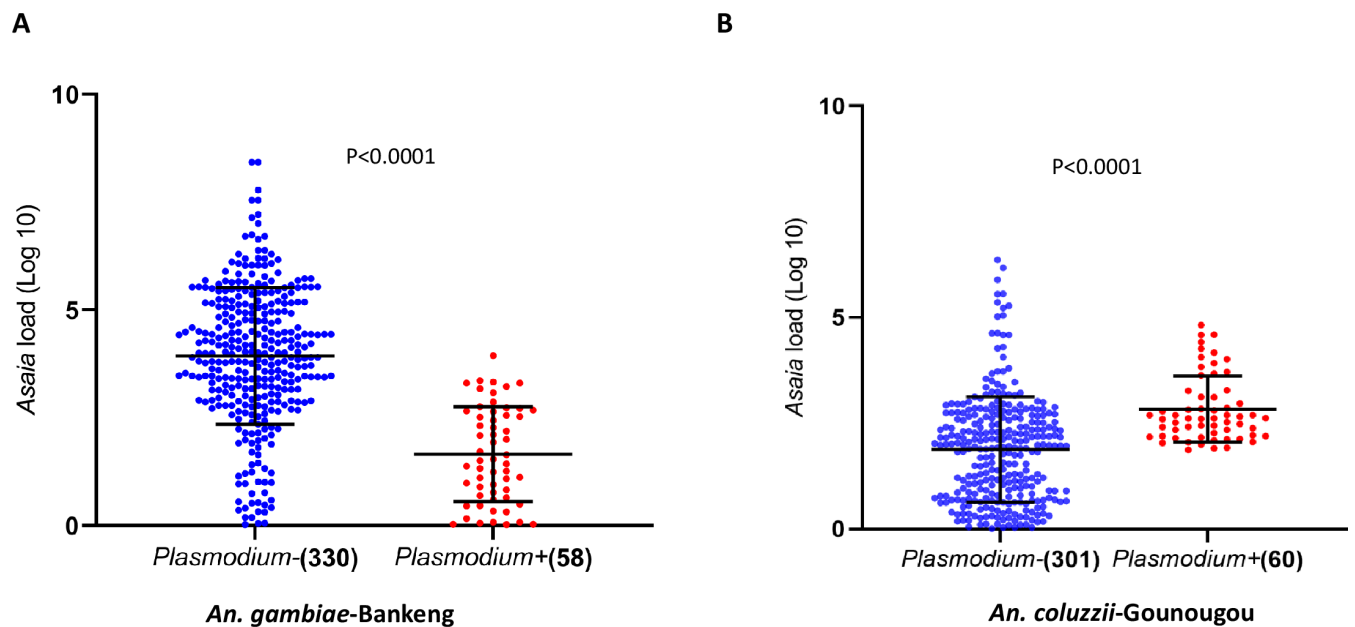 A
10
P<0.0001
Asaia load (Log 10)
5
0
Plasmodium-(330) Plasmodium+(58)
An. gambiae-Bankeng
B
10
P<0.0001
Asaia load (Log 10)
5
0
Plasmodium-(301) Plasmodium+(60)
An. coluzzii-Gounougou